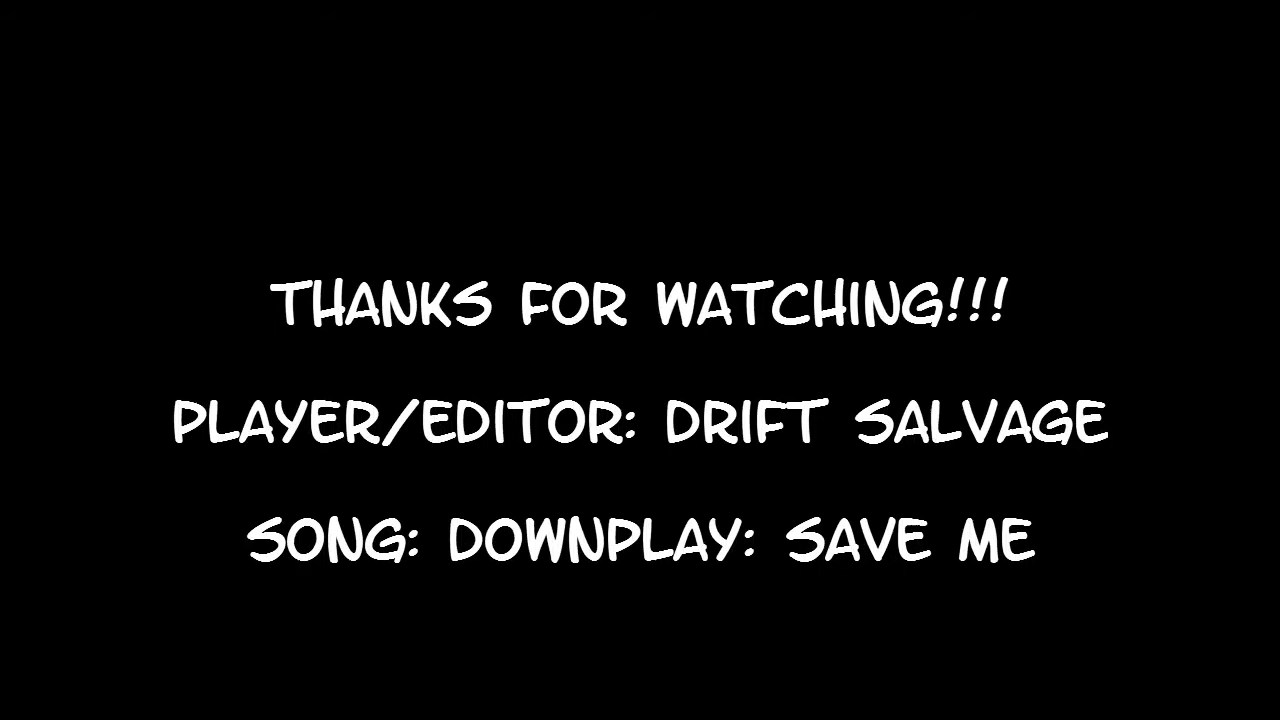 THANKS FOR WATCHING!!!
PLAYER/EDITOR: DRIFT SALVAGE
SONG: DOWNPLAY: SAVE ME